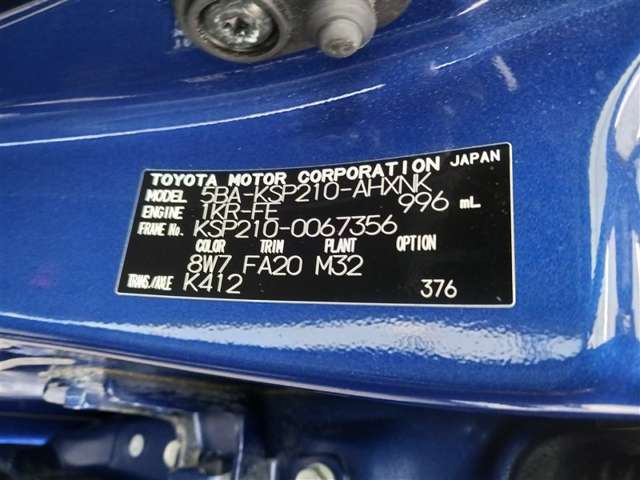 TOYOTA MOTOR CORPORATION JAPAN
MODEL 5BA-KSP210-AHXNK
ENGINE 1KR-FE 996 mL
FRAME No. KSP210-0067356
COLOR TRIM PLANT OPTION
8W7 FA20 M32
TRANS./AXLE K412 376